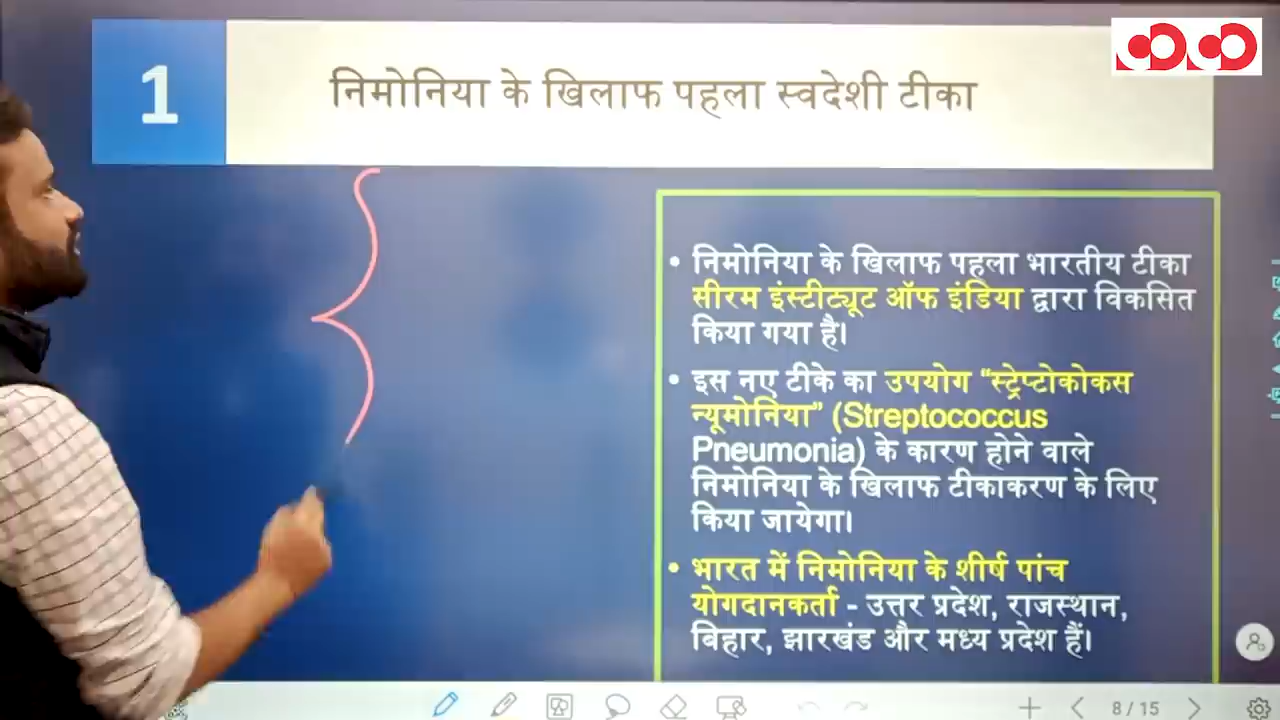 1
निमोनिया के खिलाफ पहला स्वदेशी टीका
• निमोनिया के खिलाफ पहला भारतीय टीका
सीरम इंस्टीट्यूट ऑफ इंडिया द्वारा विकसित
किया गया है।
• इस नए टीके का उपयोग “स्ट्रेप्टोकोकस
न्यूमोनिया” (Streptococcus
Pneumonia) के कारण होने वाले
निमोनिया के खिलाफ टीकाकरण के लिए
किया जायेगा।
• भारत में निमोनिया के शीर्ष पांच
योगदानकर्ता - उत्तर प्रदेश, राजस्थान,
बिहार, झारखंड और मध्य प्रदेश हैं।
8 / 15